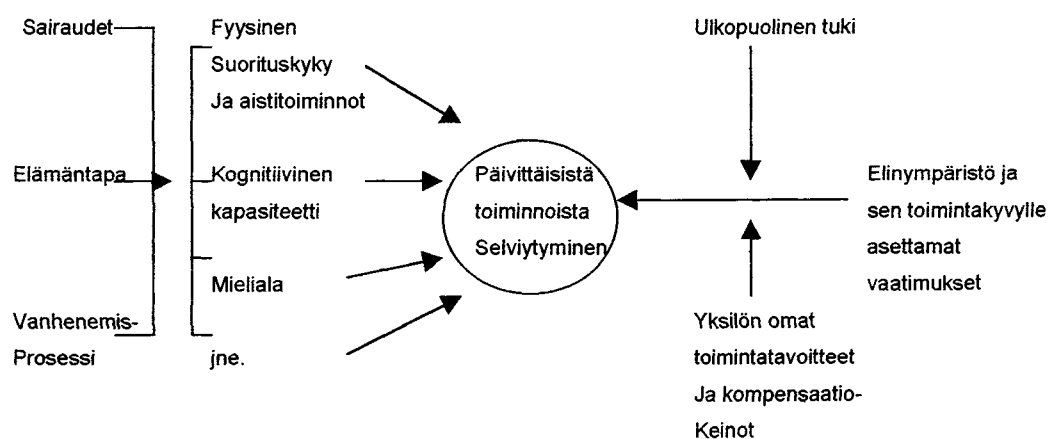 Sairaudet
Elämäntapa
Vanhenemis-
Prosessi
Fyysinen
Suorituskyky
Ja aistitoiminnot
Kognitiivinen
kapasiteetti
Mieliala
jne.
Päivittäisistä
toiminnoista
Selviytyminen
Ulkopuolinen tuki
Elinympäristö ja
sen toimintakyvylle
asettamat
vaatimukset
Yksilön omat
toimintatavoitteet
Ja kompensaatio-
Keinot